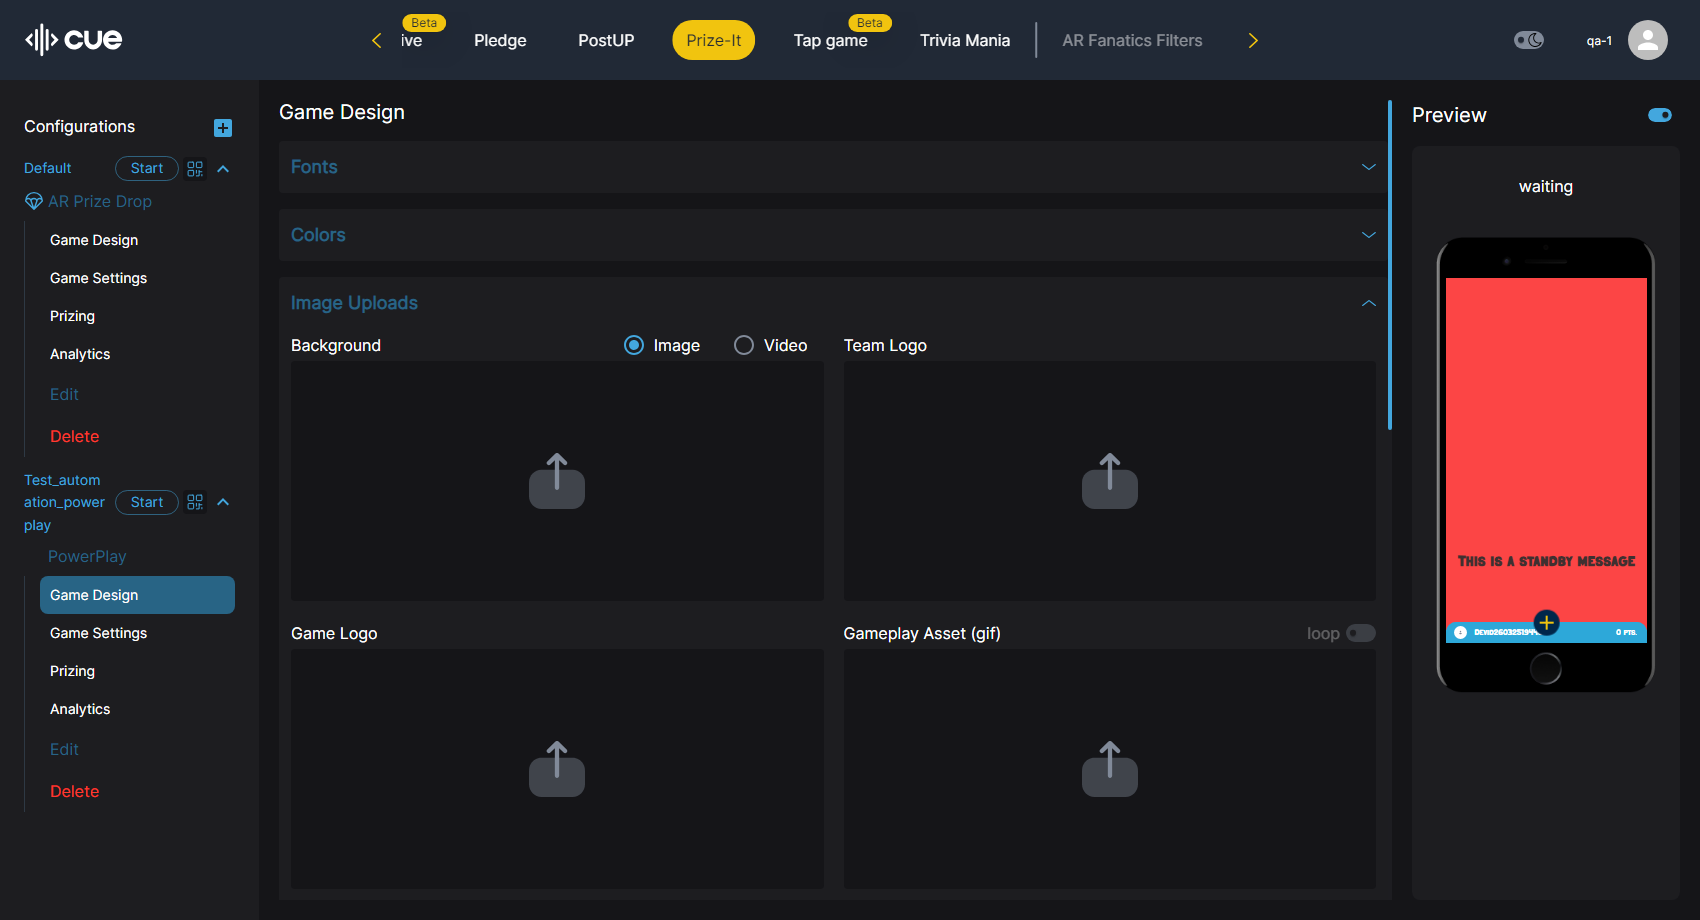 cue
Beta
ive
Pledge
PostUP
Prize-It
Beta
Tap game
Trivia Mania
AR Fanatics Filters
qa-1
Configurations
Default
Start
AR Prize Drop
Game Design
Game Settings
Prizing
Analytics
Edit
Delete
Test_autom
ation_power
play
Start
PowerPlay
Game Design
Game Settings
Prizing
Analytics
Edit
Delete
Game Design
Fonts
Colors
Image Uploads
Background
Image
Video
Team Logo
Game Logo
Gameplay Asset (gif)
loop
Preview
waiting
This is a standby message
0 pts.